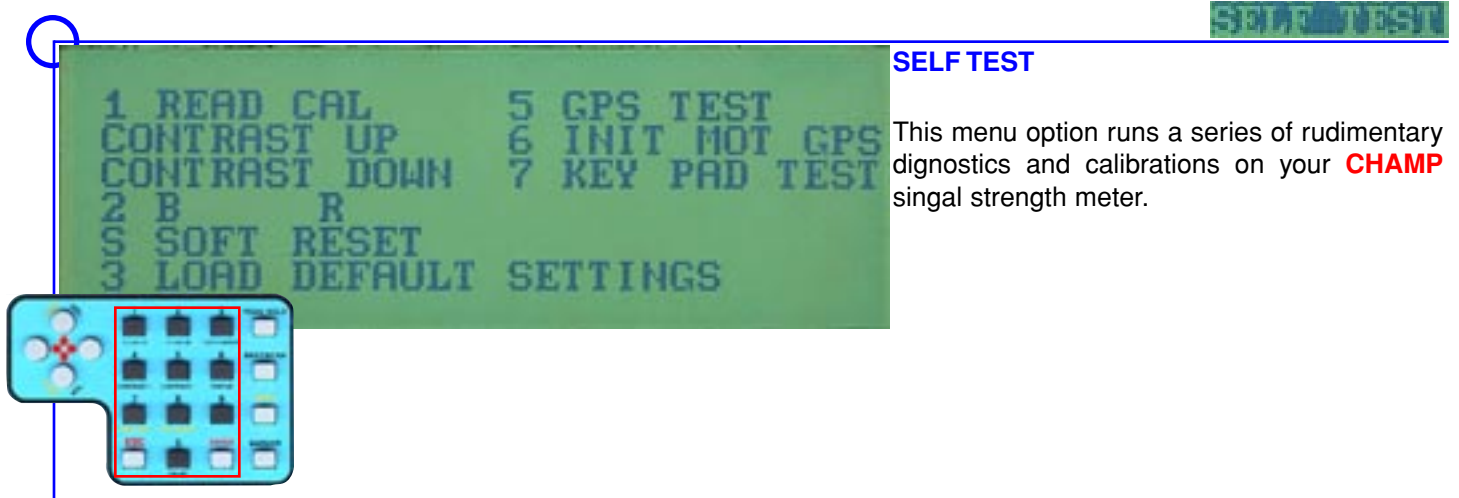 SELF TEST
1 READ CAL 5 GPS TEST
CONTRAST UP 6 INIT MOT GPS
CONTRAST DOWN 7 KEY PAD TEST
2 B R
S SOFT RESET
3 LOAD DEFAULT SETTINGS
SELF TEST
This menu option runs a series of rudimentary
dignostics and calibrations on your CHAMP
singal strength meter.